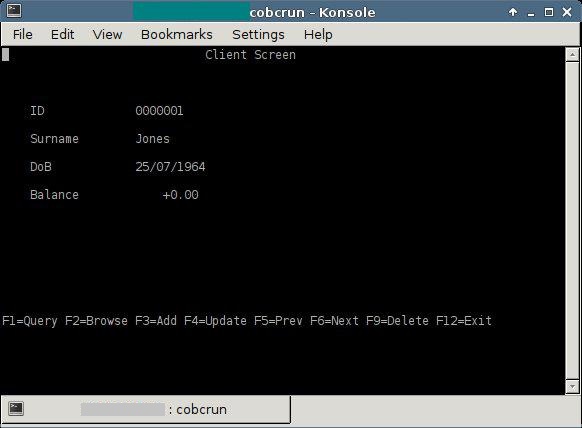 cobcrun - Konsole
File Edit View Bookmarks Settings Help
Client Screen
ID 0000001
Surname Jones
DoB 25/07/1964
Balance +0.00
F1=Query F2=Browse F3=Add F4=Update F5=Prev F6=Next F9=Delete F12=Exit
: cobcrun